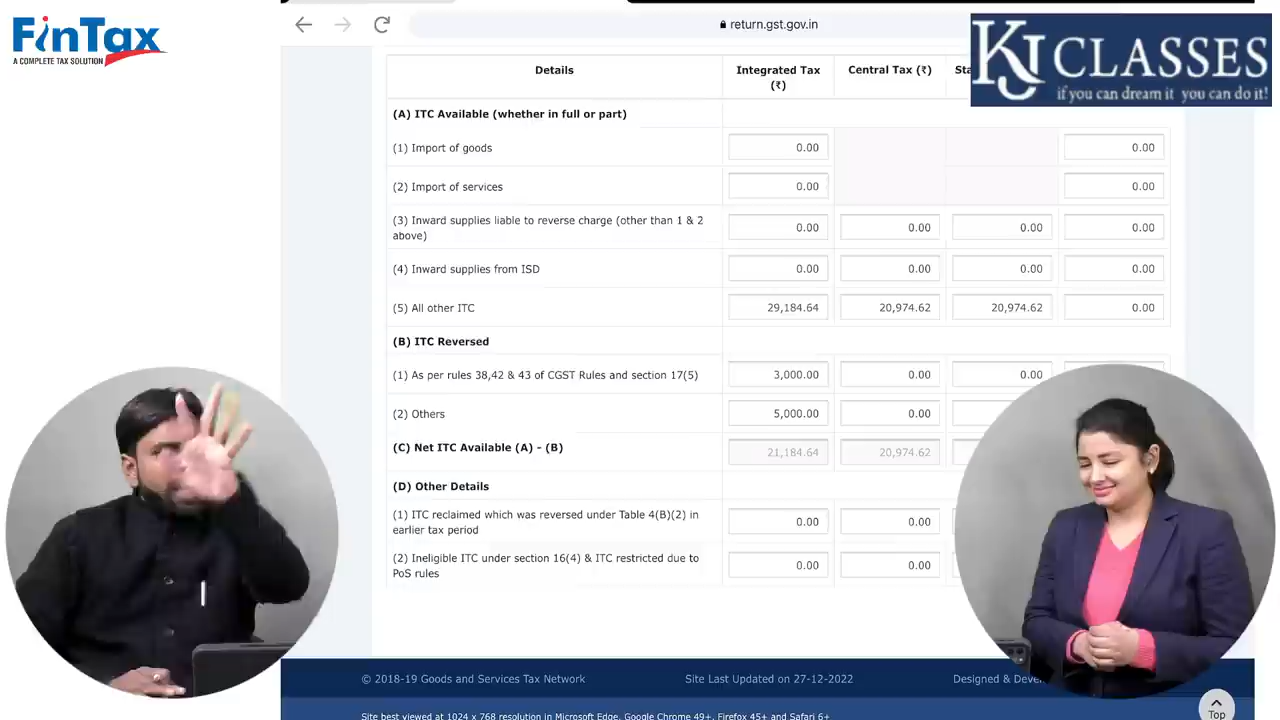 FinTax
A COMPLETE TAX SOLUTION
return.gst.gov.in
KJ CLASSES
if you can dream it you can do it!
Details
Integrated Tax (₹)
Central Tax (₹)
(A) ITC Available (whether in full or part)
(1) Import of goods
0.00 0.00
(2) Import of services
0.00 0.00
(3) Inward supplies liable to reverse charge (other than 1 & 2
above)
0.00 0.00 0.00 0.00
(4) Inward supplies from ISD
0.00 0.00 0.00 0.00
(5) All other ITC
29,184.64 20,974.62 20,974.62 0.00
(B) ITC Reversed
(1) As per rules 38,42 & 43 of CGST Rules and section 17(5)
3,000.00 0.00 0.00
(2) Others
5,000.00 0.00
(C) Net ITC Available (A) - (B)
21,184.64 20,974.62
(D) Other Details
(1) ITC reclaimed which was reversed under Table 4(B)(2) in
earlier tax period
0.00 0.00
(2) Ineligible ITC under section 16(4) & ITC restricted due to
PoS rules
0.00 0.00
© 2018-19 Goods and Services Tax Network
Site Last Updated on 27-12-2022
Designed &
Top
Site best viewed at 1024 x 768 resolution in Microsoft Edge, Google Chrome 49+, Firefox 45+ and Safari 6+